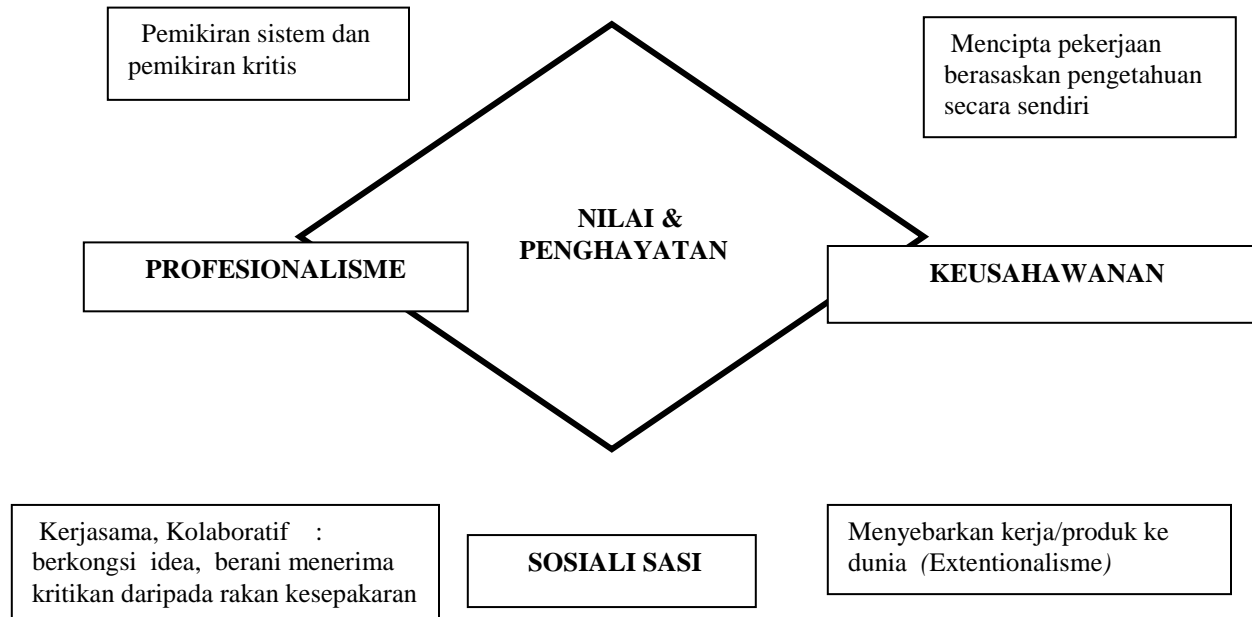 Pemikiran sistem dan
pemikiran kritis
Mencipta pekerjaan
berasaskan pengetahuan
secara sendiri
NILAI &
PENGHAYATAN
PROFESIONALISME
KEUSAHAWANAN
Kerjasama, Kolaboratif :
berkongsi idea, berani menerima
kritikan daripada rakan kesepakaran
SOSIALI SASI
Menyebarkan kerja/produk ke
dunia (Extentionalisme)